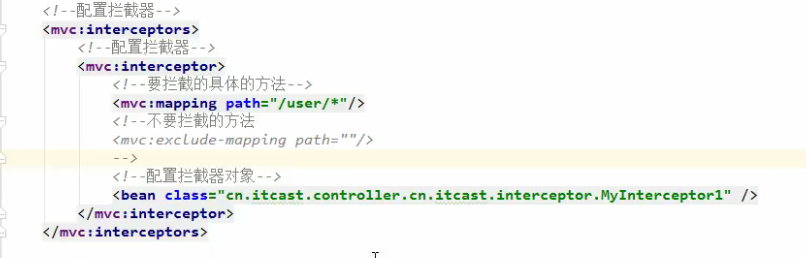 <!--配置拦截器-->
<mvc:interceptors>
<!--配置拦截器-->
<mvc:interceptor>
<!--要拦截的具体的方法-->
<mvc:mapping path="/user/*"/>
<!--不要拦截的方法
<mvc:exclude-mapping path=""/>
-->
<!--配置拦截器对象-->
<bean class="cn.itcast.controller.cn.itcast.interceptor.MyInterceptor1" />
</mvc:interceptor>
</mvc:interceptors>